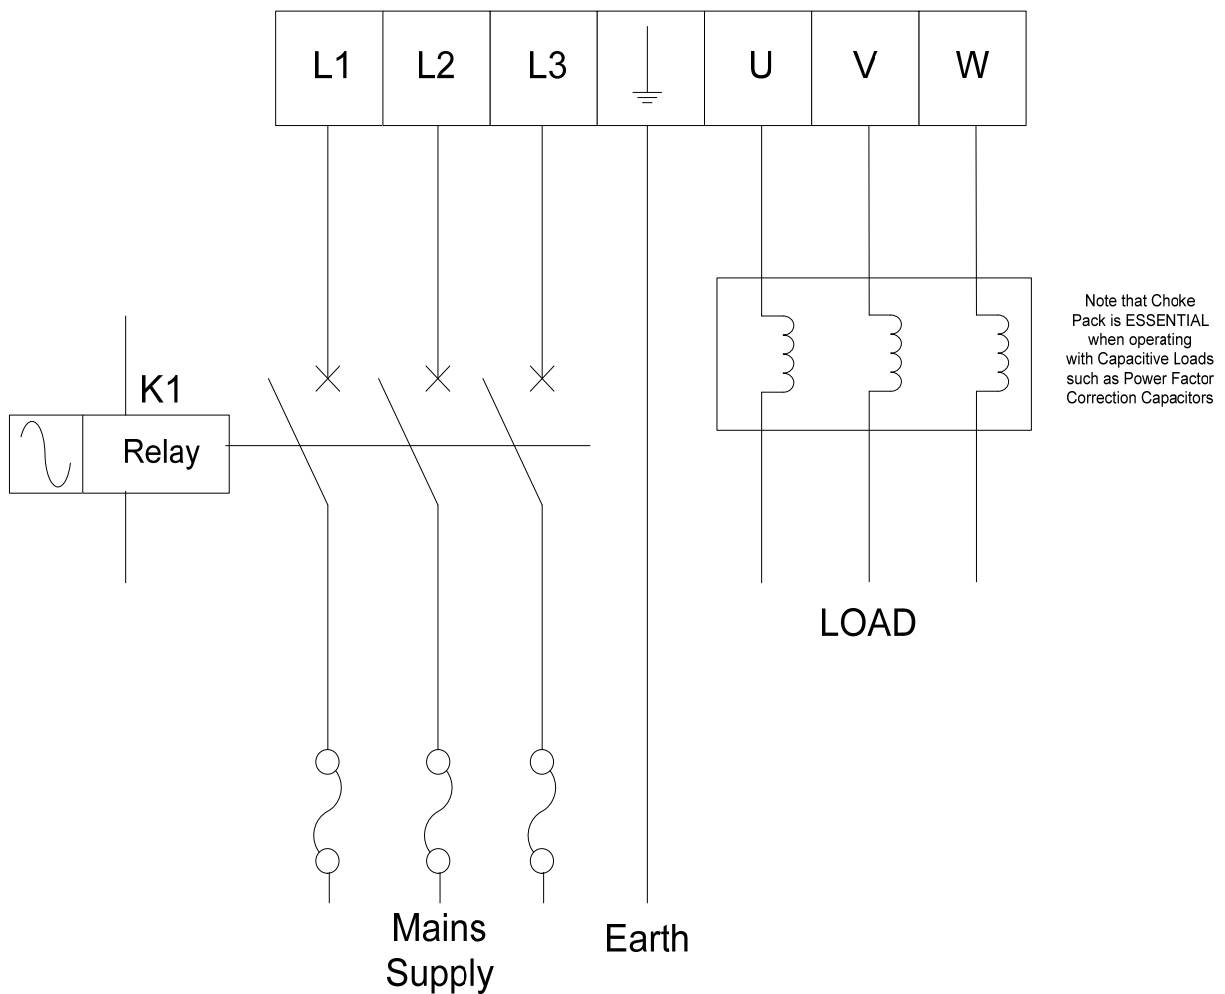 L1 L2 L3 U V W
Note that Choke
Pack is ESSENTIAL
when operating
with Capacitive Loads
such as Power Factor
Correction Capacitors
K1
Relay
LOAD
Mains
Supply
Earth